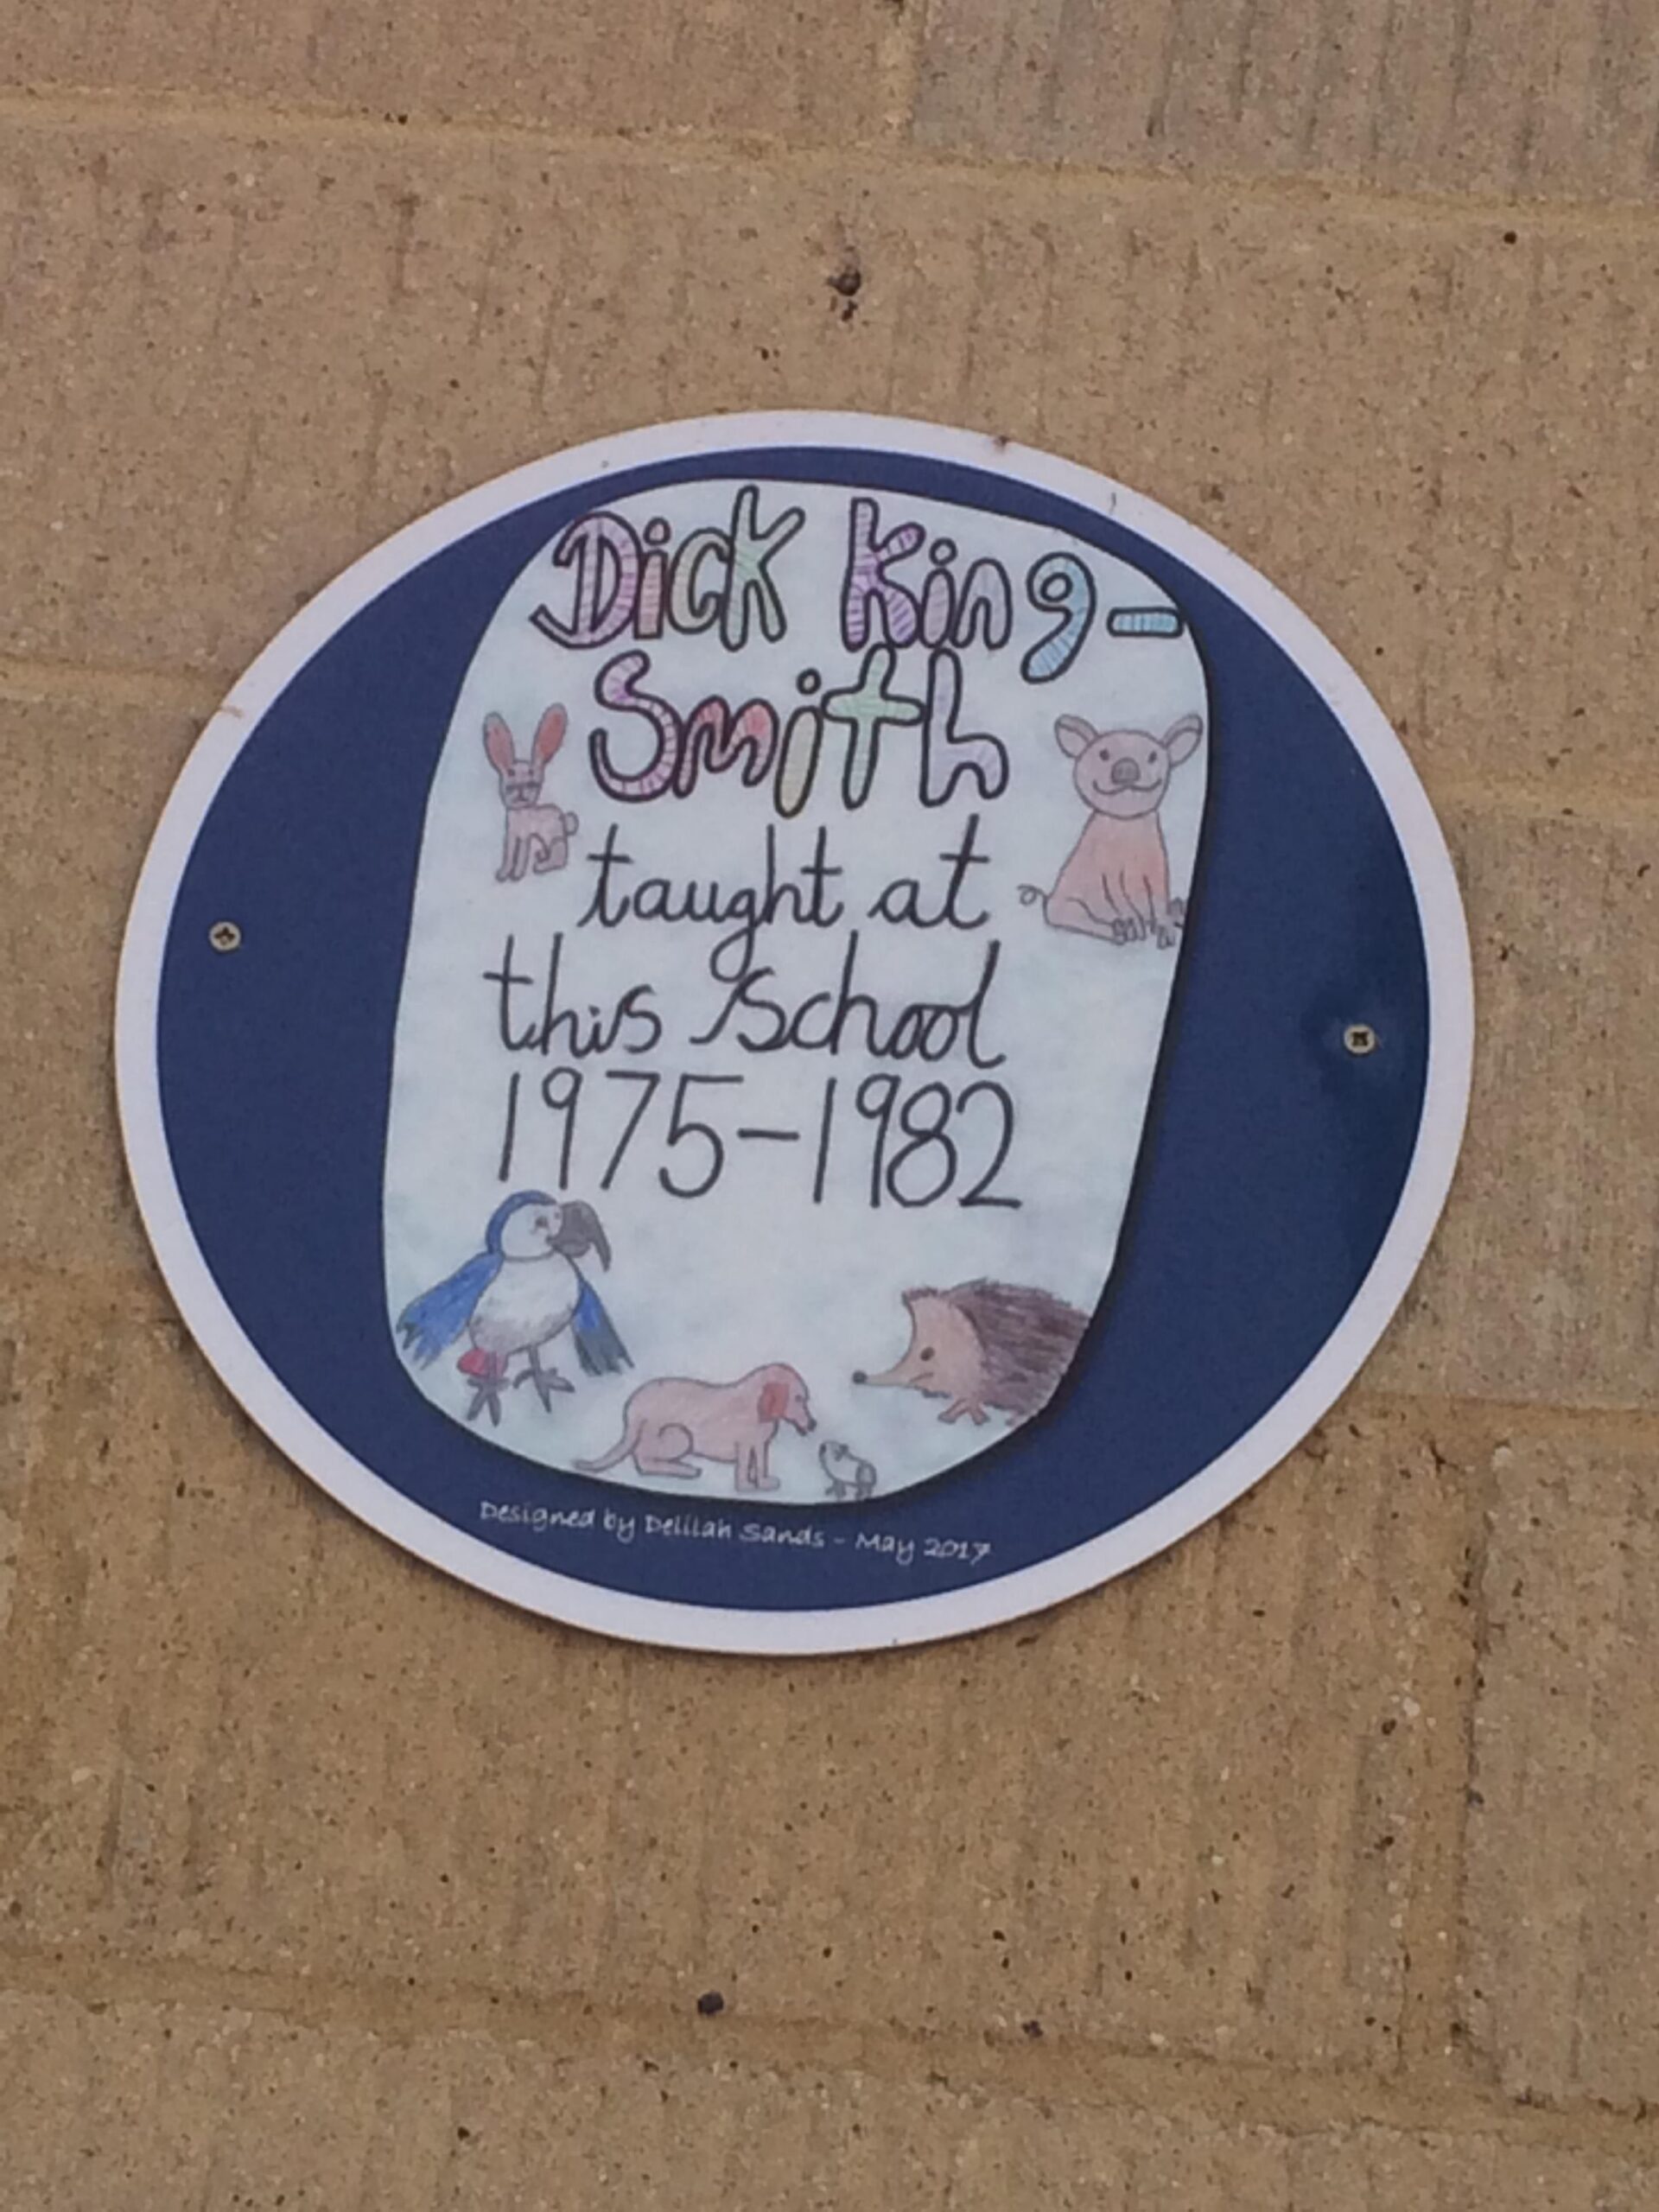 Dick King-
Smith
taught at
this School
1975-1982
Designed by Delilah Sands - May 2017